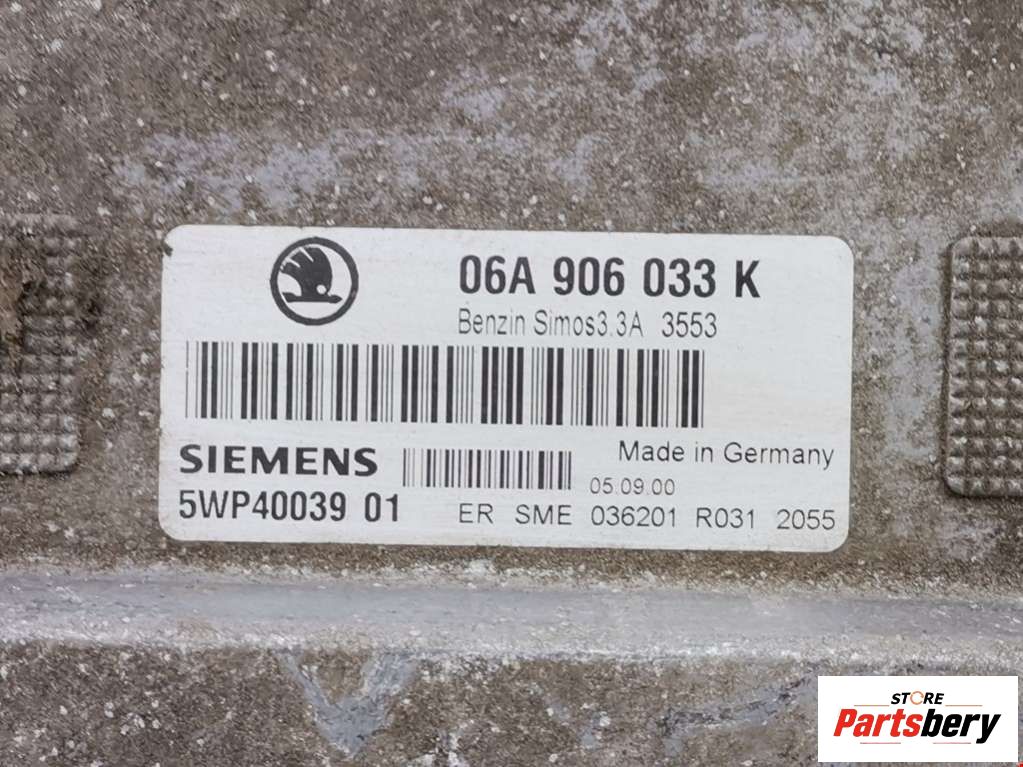 06A 906 033 K
Benzin Simos3.3A 3553
SIEMENS
Made in Germany
05.09.00
5WP40039 01
ER SME 036201 R031 2055
STORE
Partsbery